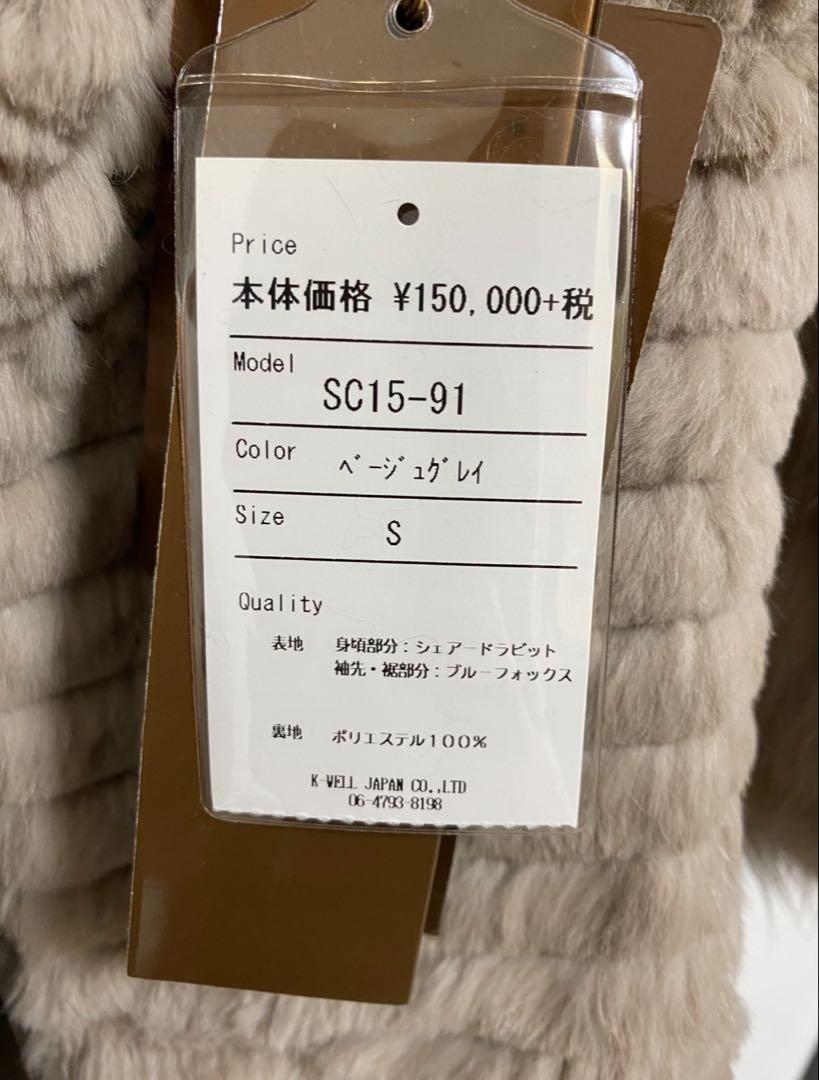 Price
本体価格 ¥150,000+税
Model
SC15-91
Color ﾍﾞｰｼﾞｭｸﾞﾚｲ
Size S
Quality
表地 身頃部分：シェアードラビット
袖先・裾部分：ブルーフォックス
裏地 ポリエステル１００％
K-WELL JAPAN CO.,LTD
06-4793-8198